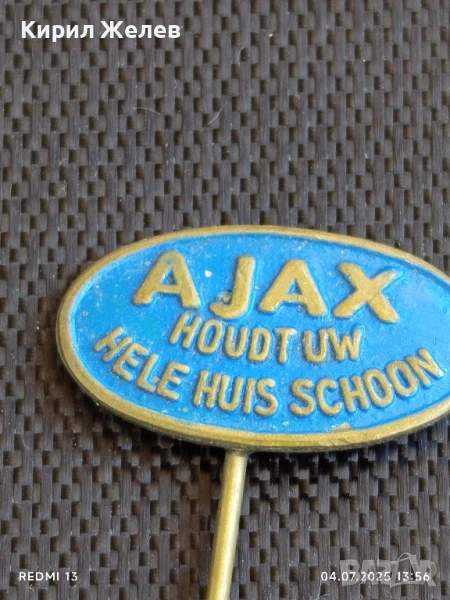 Кирил Желев
AJAX
HOUDT UW
HELE HUIS SCHOON
REDMI 13
04.07.2025 13:56